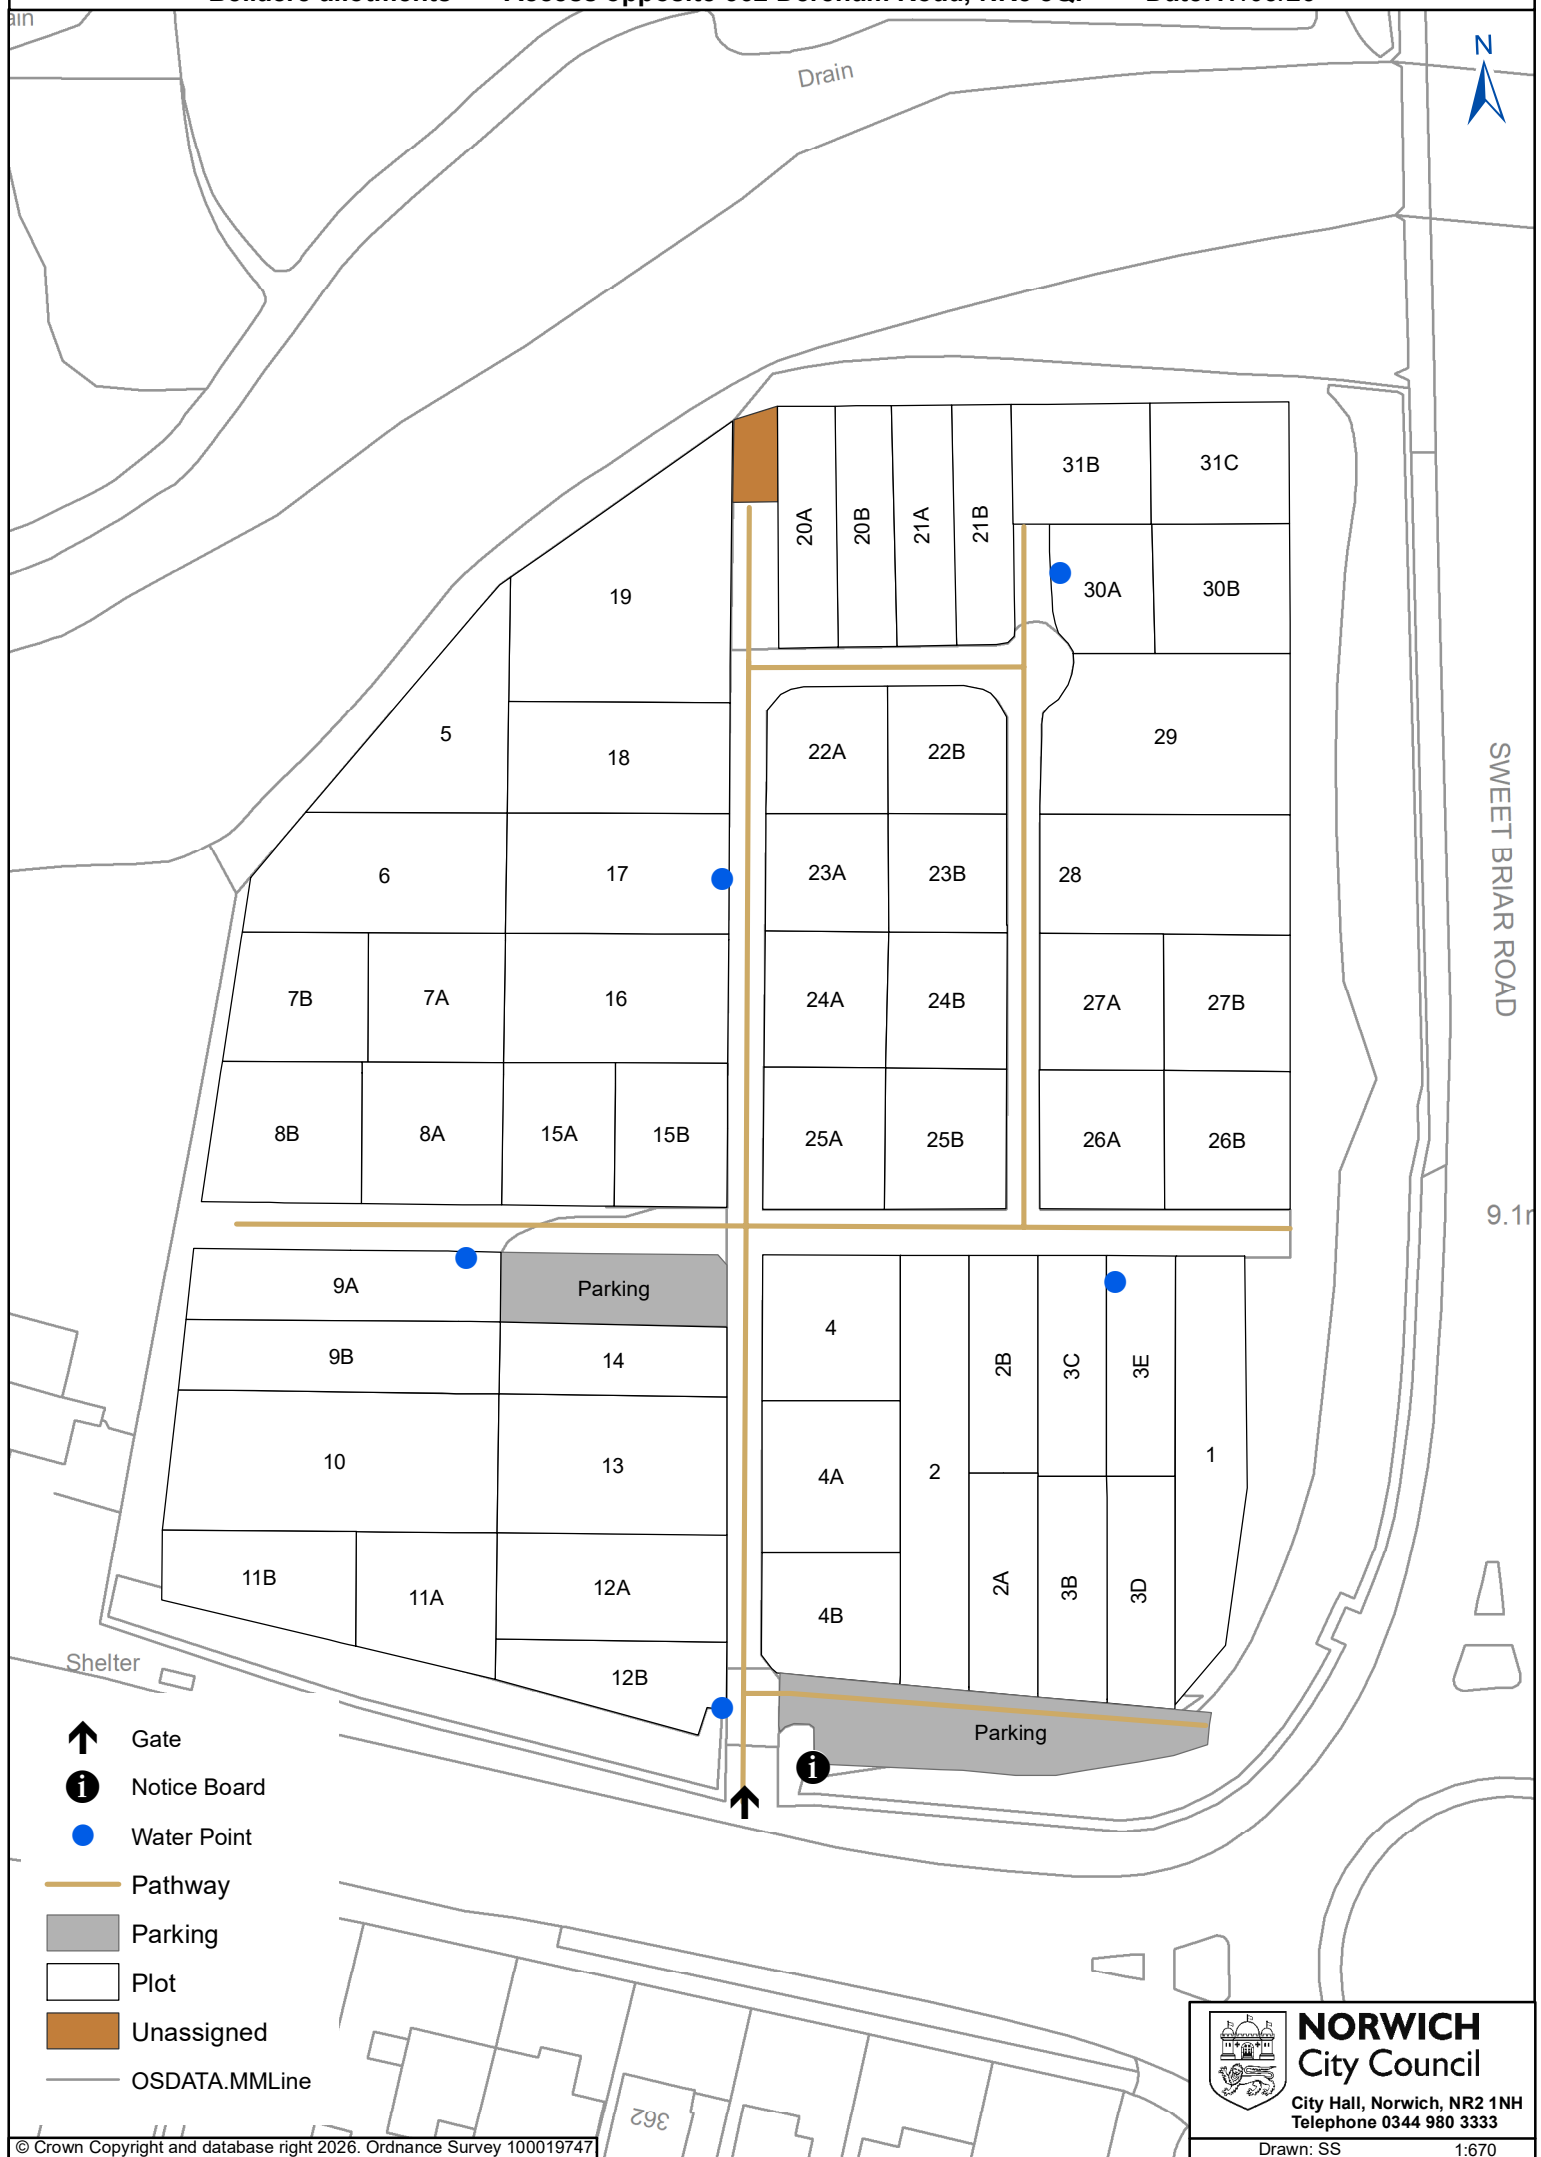 Drain
N
31B
31C
20A
20B
21A
21B
30A
30B
19
5
18
22A
22B
29
SWEET BRIAR ROAD
6
17
23A
23B
28
7B
7A
16
24A
24B
27A
27B
8B
8A
15A
15B
25A
25B
26A
26B
9A
Parking
9B
14
4
2B
3C
3E
10
13
4A
2
1
11B
11A
12A
4B
2A
3B
3D
Shelter
12B
Parking
Gate
Notice Board
Water Point
Pathway
Parking
Plot
Unassigned
OSDATA.MMLine
362
NORWICH
City Council
City Hall, Norwich, NR2 1NH
Telephone 0344 980 3333
© Crown Copyright and database right 2026. Ordnance Survey 100019747
Drawn: SS 1:670